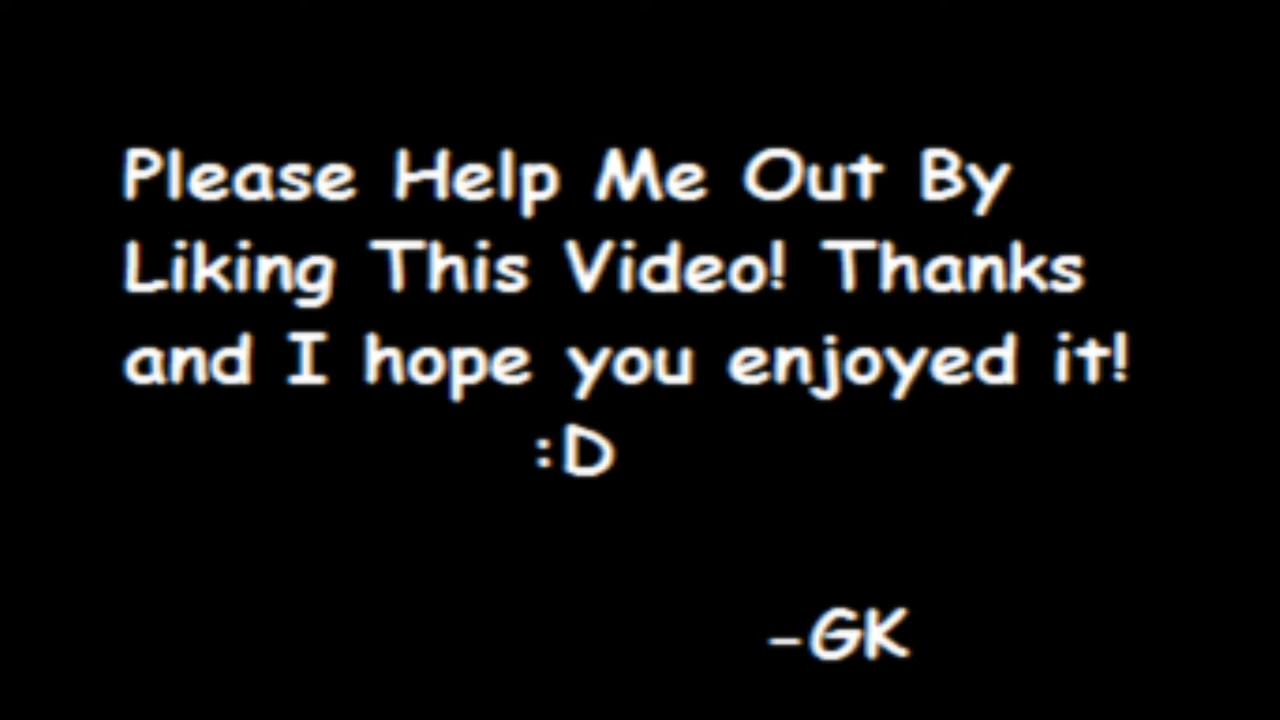 Please Help Me Out By
Liking This Video! Thanks
and I hope you enjoyed it!
:D
-GK